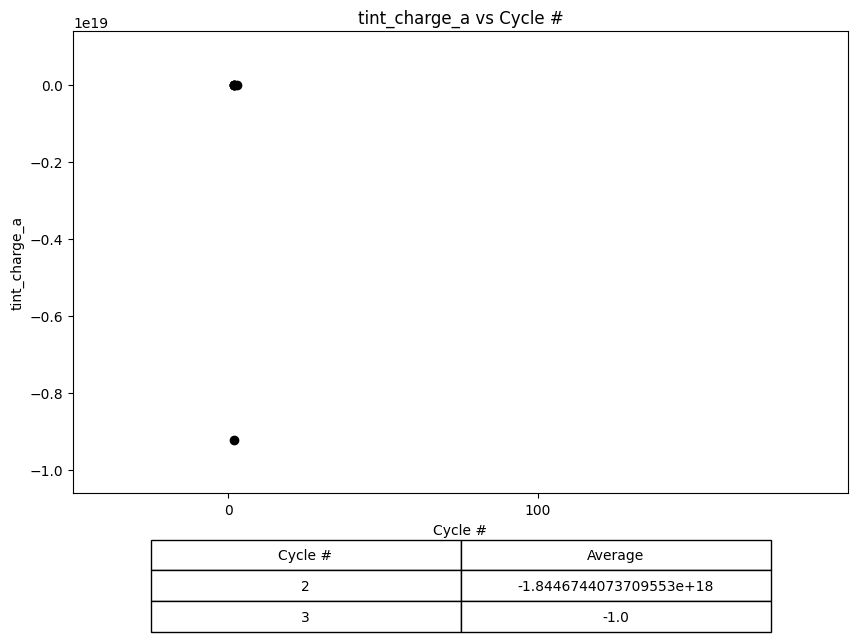 tint_charge_a vs Cycle #
1e19
0.0
−0.2
−0.4
−0.6
−0.8
−1.0
tint_charge_a
0
100
Cycle #
Cycle # Average
2 -1.8446744073709553e+18
3 -1.0